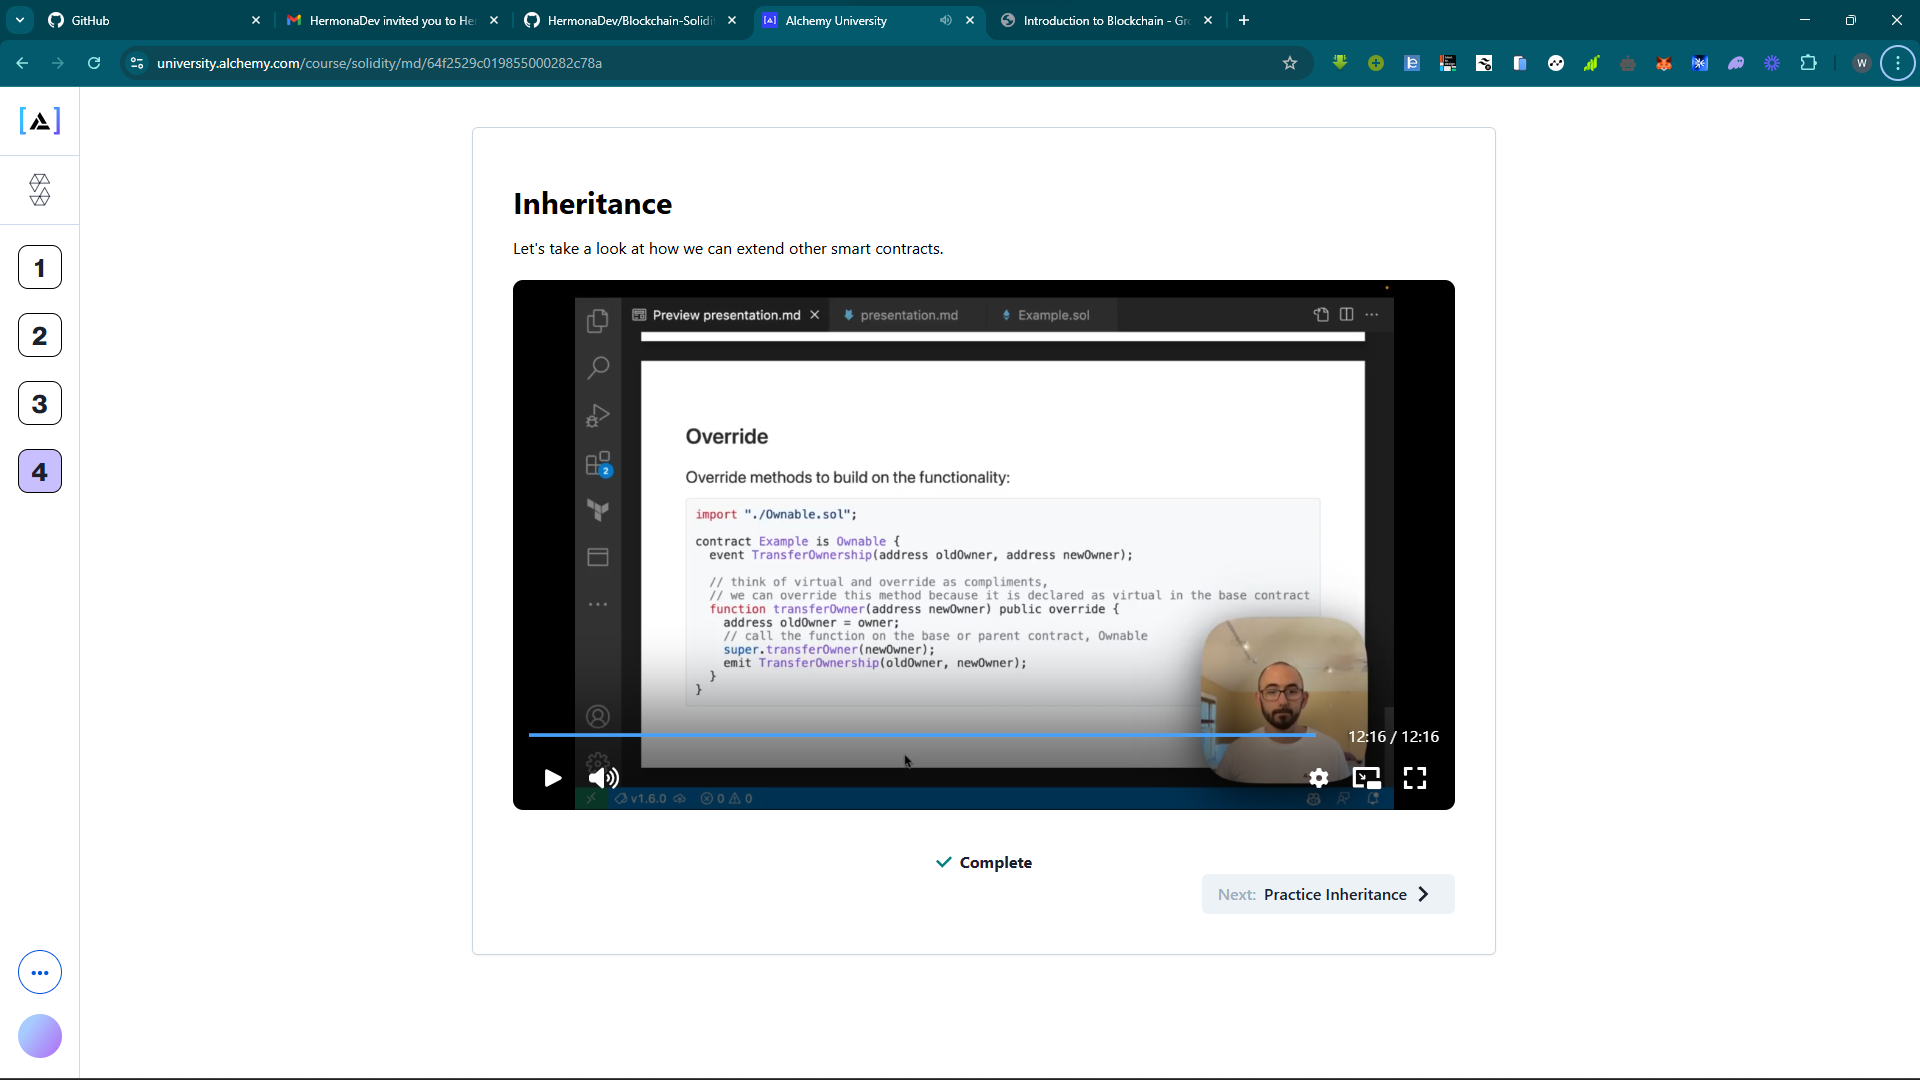 GitHub
HermonaDev invited you to He
HermonaDev/Blockchain-Solidi
Alchemy University
Introduction to Blockchain - Gr
university.alchemy.com/course/solidity/md/64f2529c019855000282c78a
W
1
2
3
4
Inheritance
Let's take a look at how we can extend other smart contracts.
Preview presentation.md
presentation.md
Example.sol
2
Override
Override methods to build on the functionality:
import "./Ownable.sol";
contract Example is Ownable {
event TransferOwnership(address oldOwner, address newOwner);
// think of virtual and override as compliments,
// we can override this method because it is declared as virtual in the base contract
function transferOwner(address newOwner) public override {
address oldOwner = owner;
// call the function on the base or parent contract, Ownable
super.transferOwner(newOwner);
emit TransferOwnership(oldOwner, newOwner);
}
}
12:16 / 12:16
v1.6.0
0
0
Complete
Next: Practice Inheritance